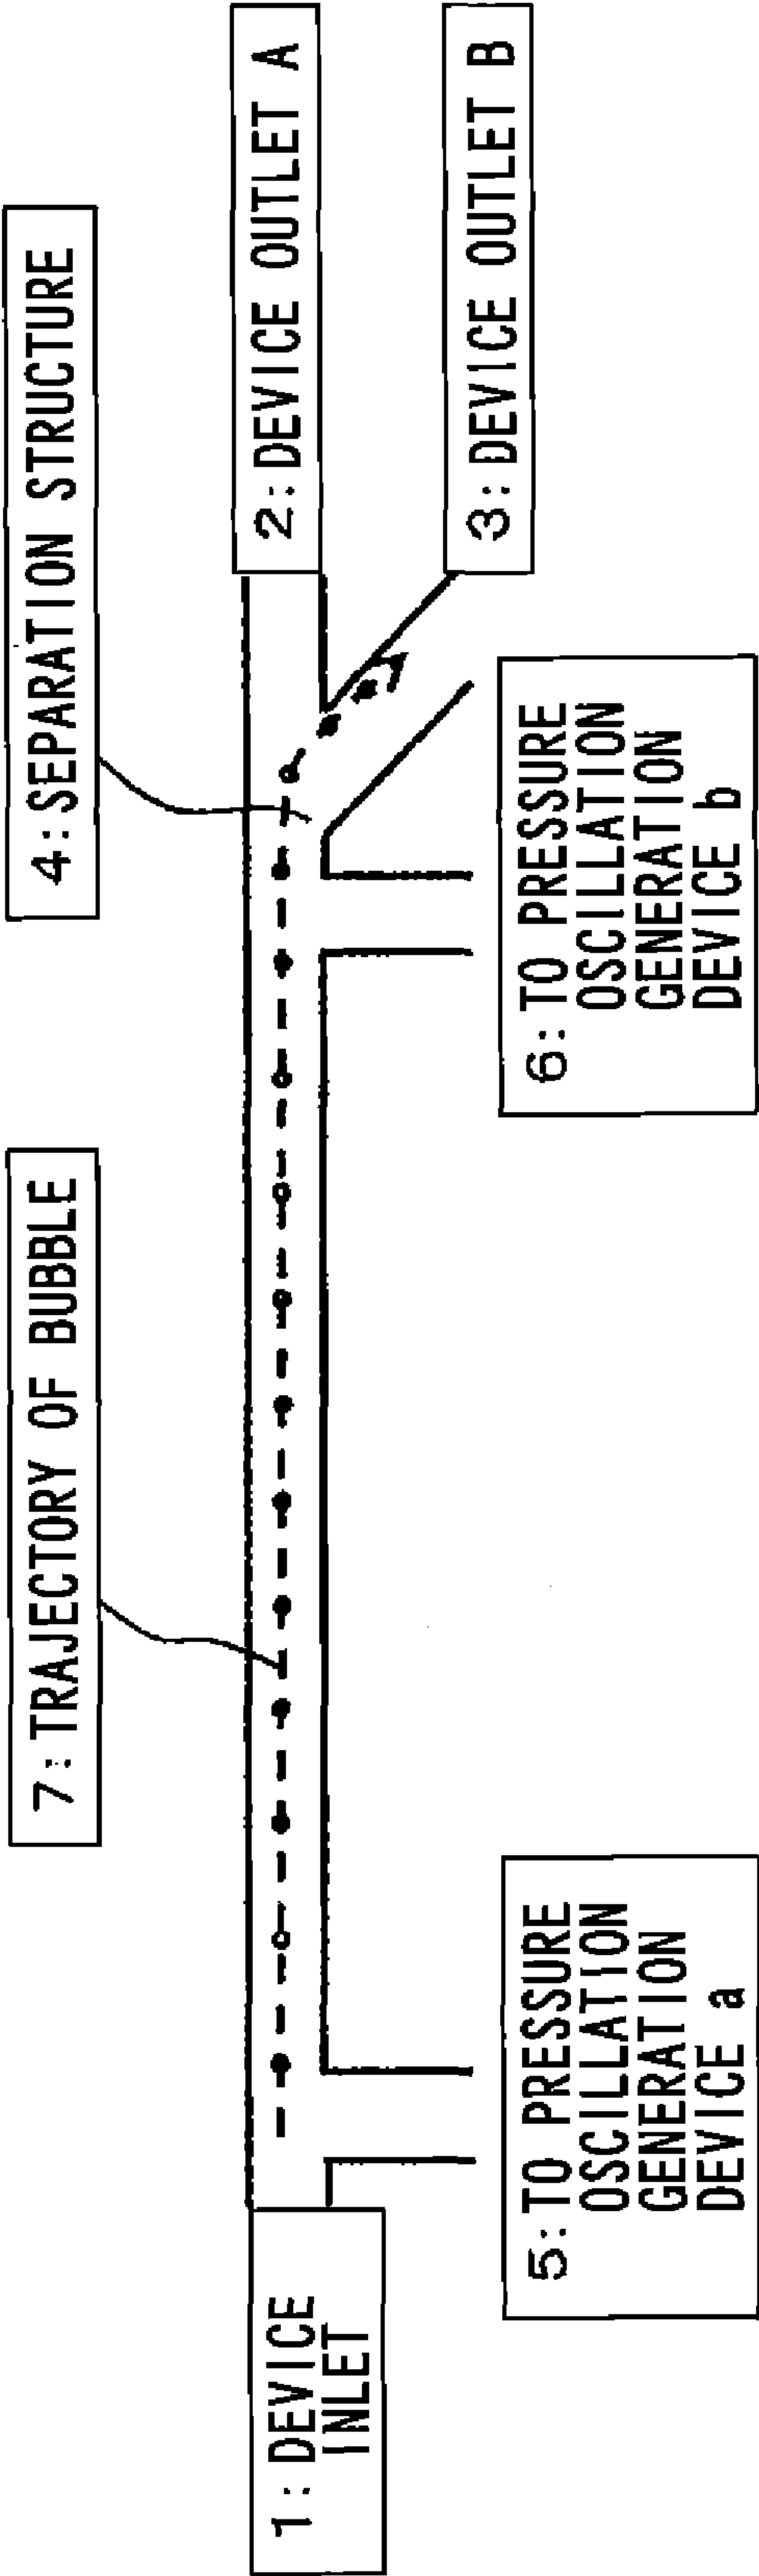 4: SEPARATION STRUCTURE
7: TRAJECTORY OF BUBBLE
2: DEVICE OUTLET A
1: DEVICE
INLET
3: DEVICE OUTLET B
5: TO PRESSURE
OSCILLATION
GENERATION
DEVICE a
6: TO PRESSURE
OSCILLATION
GENERATION
DEVICE b